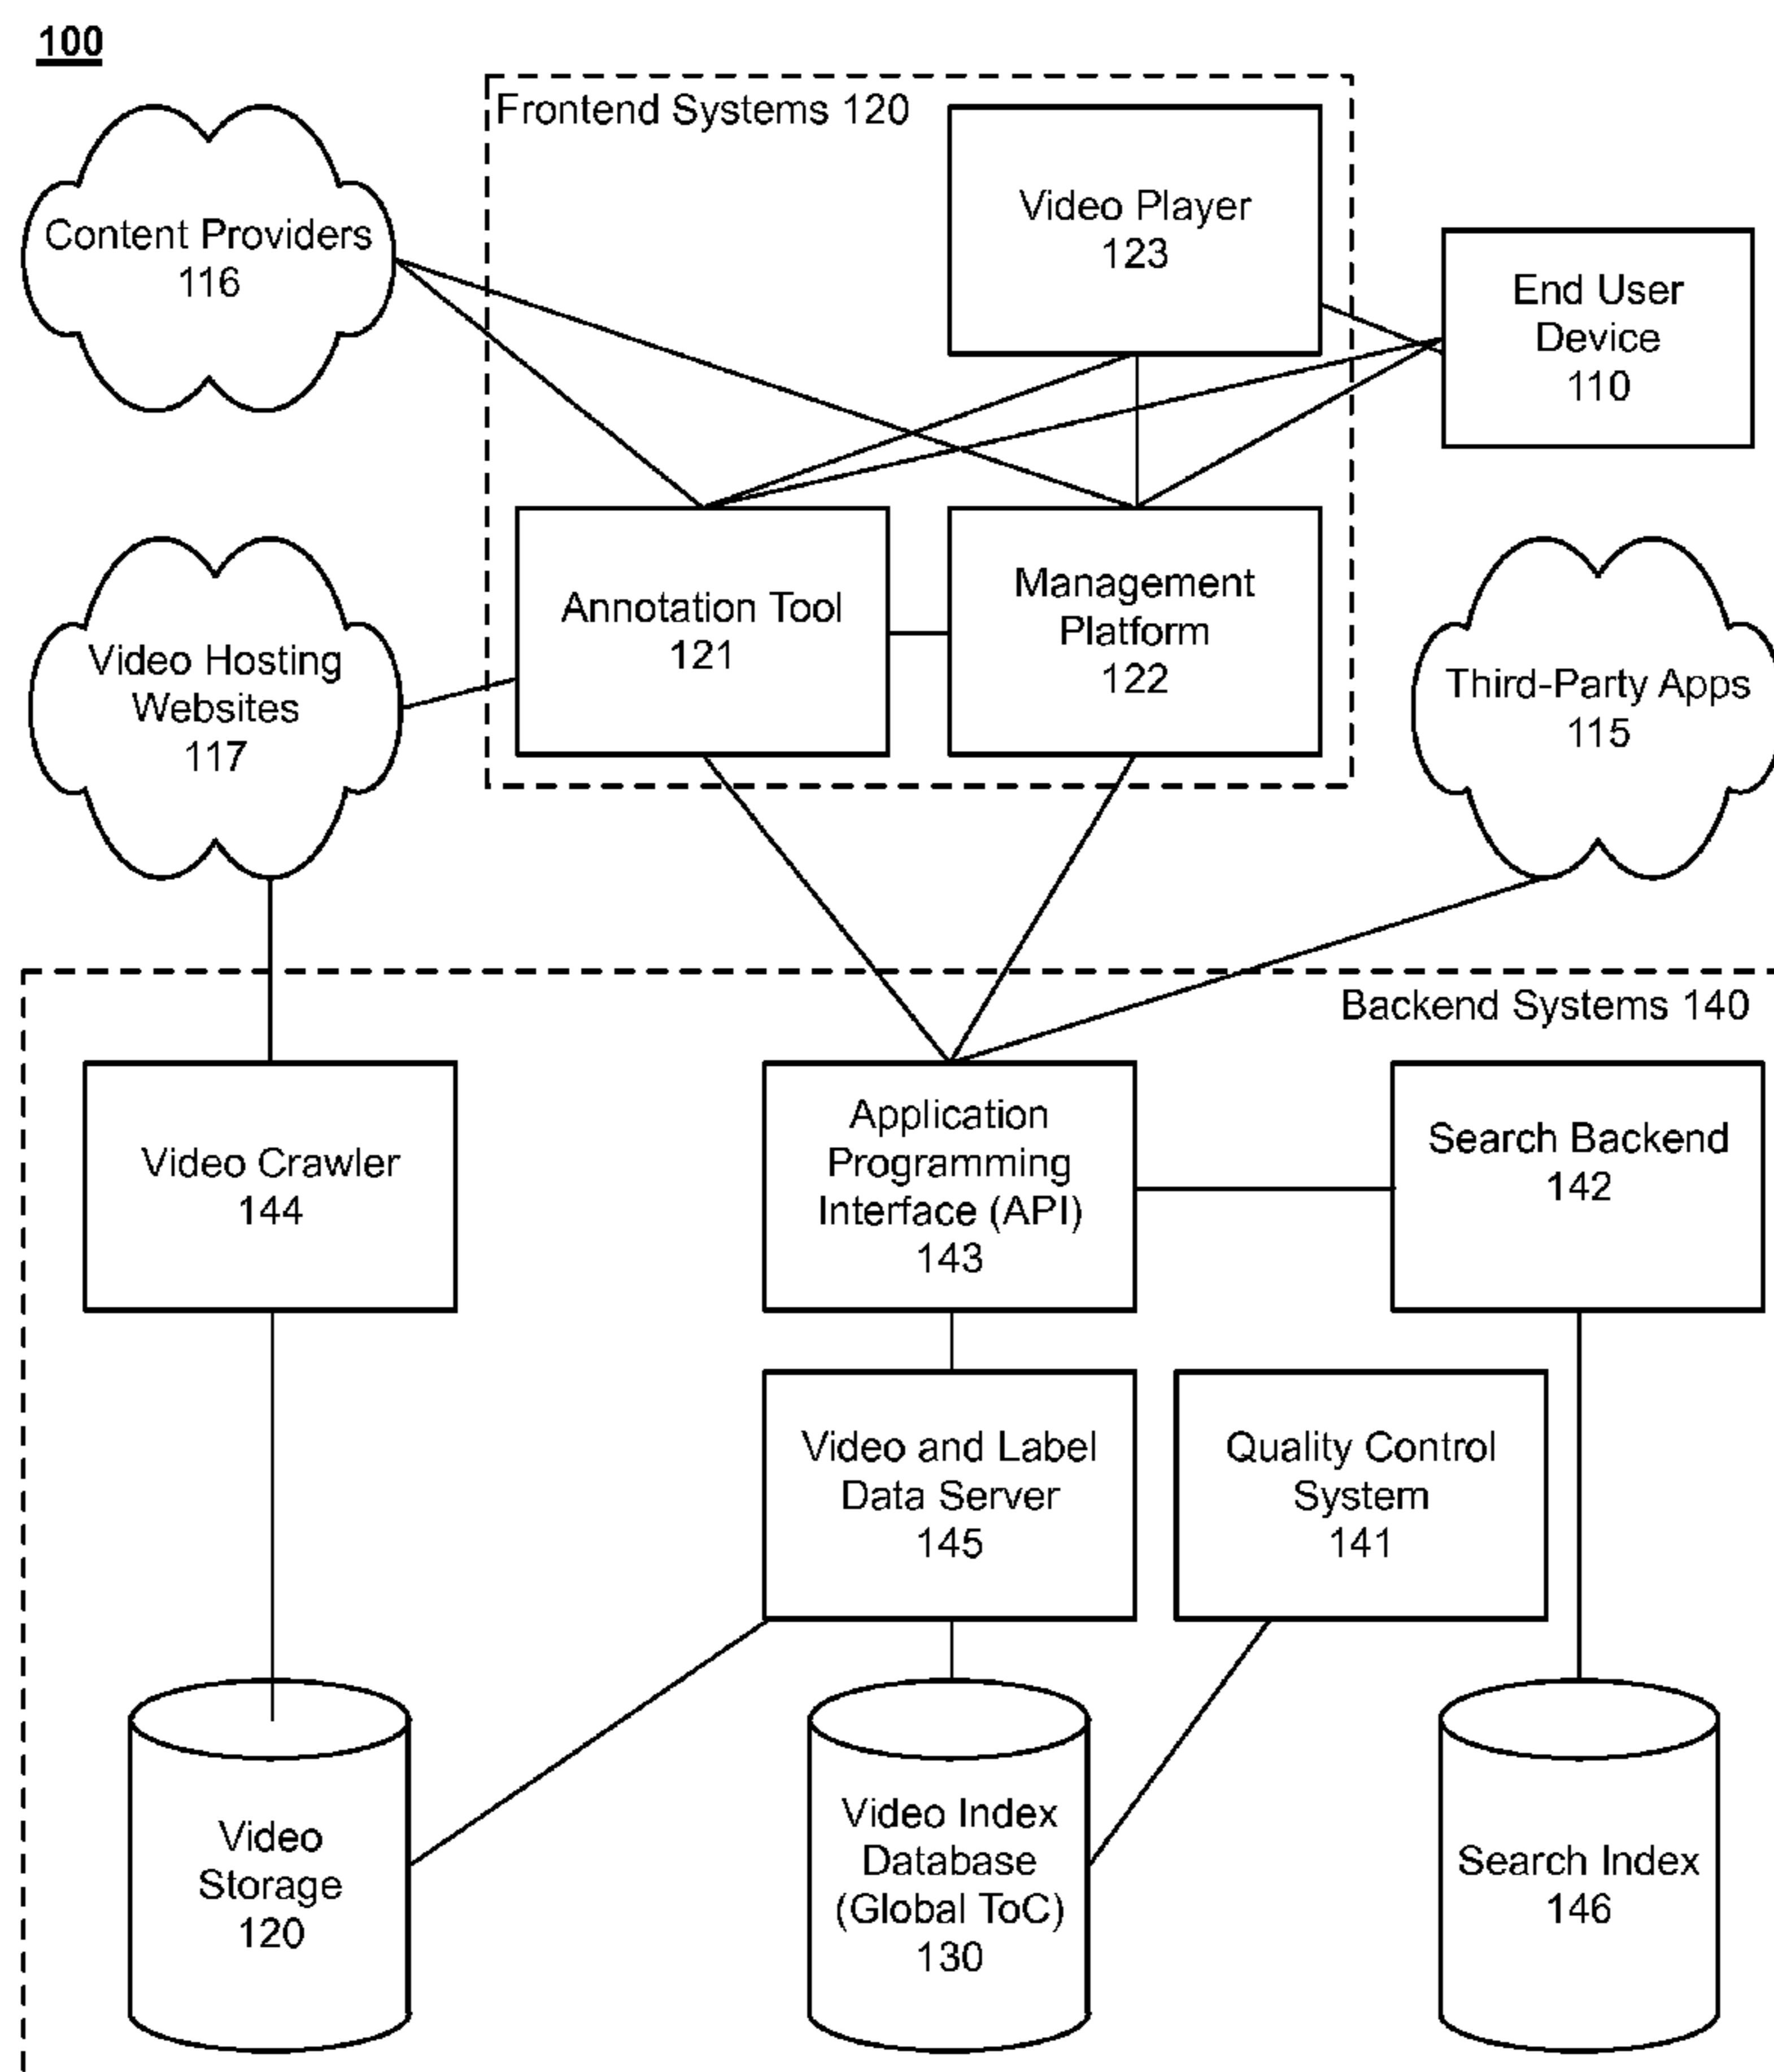 100
Frontend Systems 120
Content Providers
116
Video Player
123
End User
Device
110
Annotation Tool
121
Management
Platform
122
Video Hosting
Websites
117
Third-Party Apps
115
Backend Systems 140
Video Crawler
144
Application
Programming
Interface (API)
143
Search Backend
142
Video and Label
Data Server
145
Quality Control
System
141
Video
Storage
120
Video Index
Database
(Global ToC)
130
Search Index
146